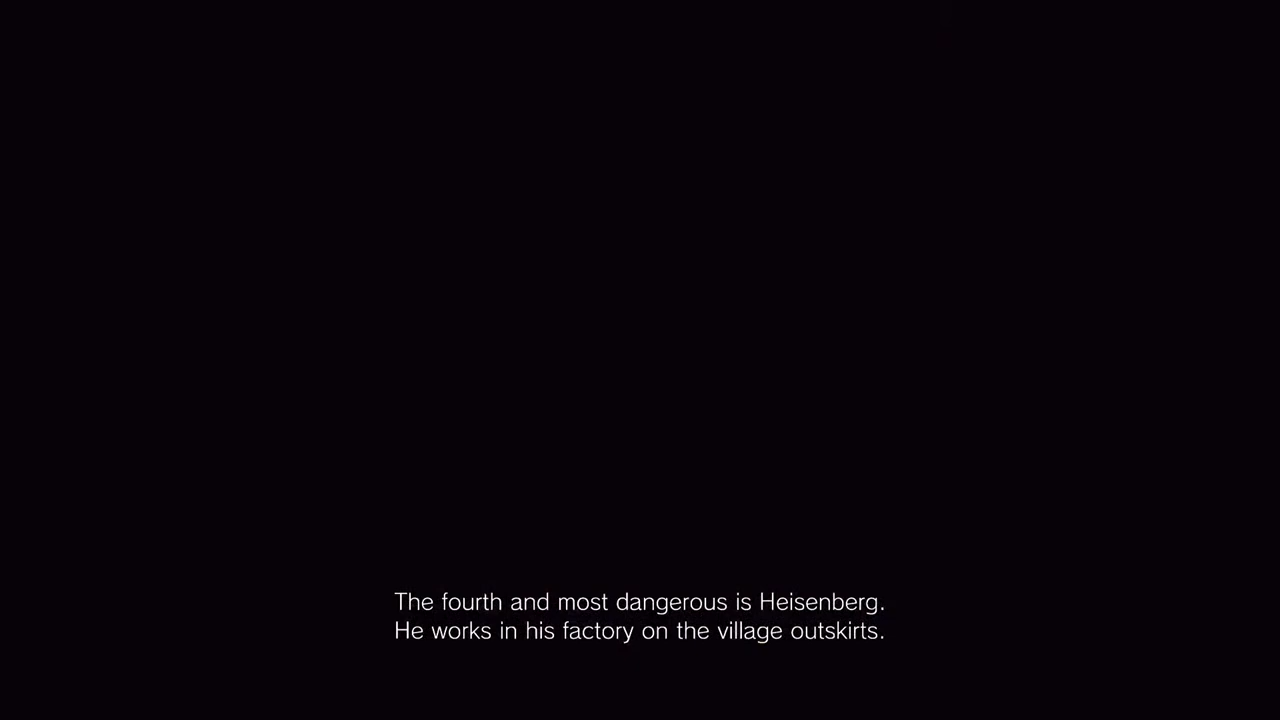 The fourth and most dangerous is Heisenberg.
He works in his factory on the village outskirts.